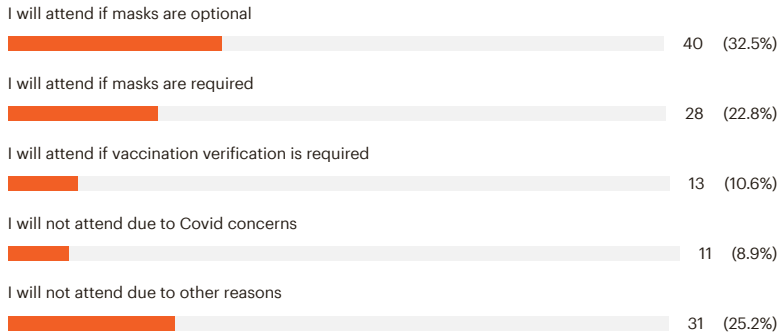 I will attend if masks are optional
40 (32.5%)
I will attend if masks are required
28 (22.8%)
I will attend if vaccination verification is required
13 (10.6%)
I will not attend due to Covid concerns
11 (8.9%)
I will not attend due to other reasons
31 (25.2%)